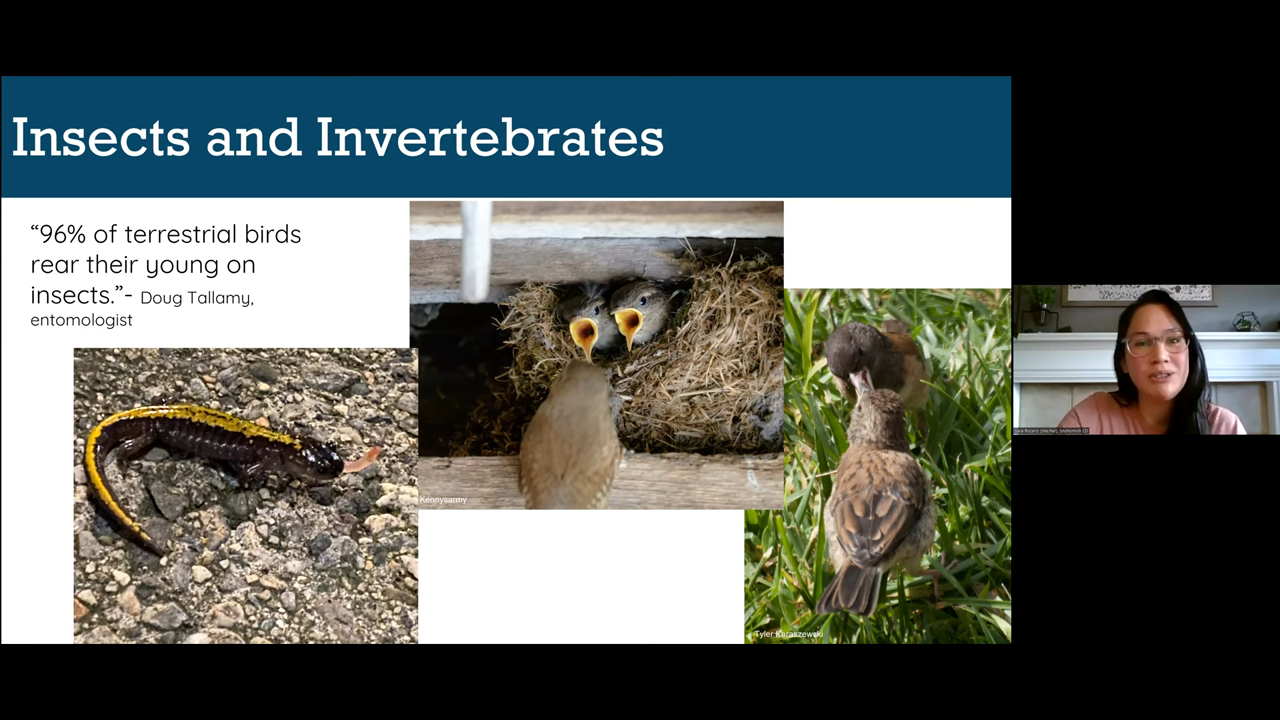 Insects and Invertebrates
“96% of terrestrial birds
rear their young on
insects.”- Doug Tallamy,
entomologist
Kennysarmy
Tyler Karaszewski